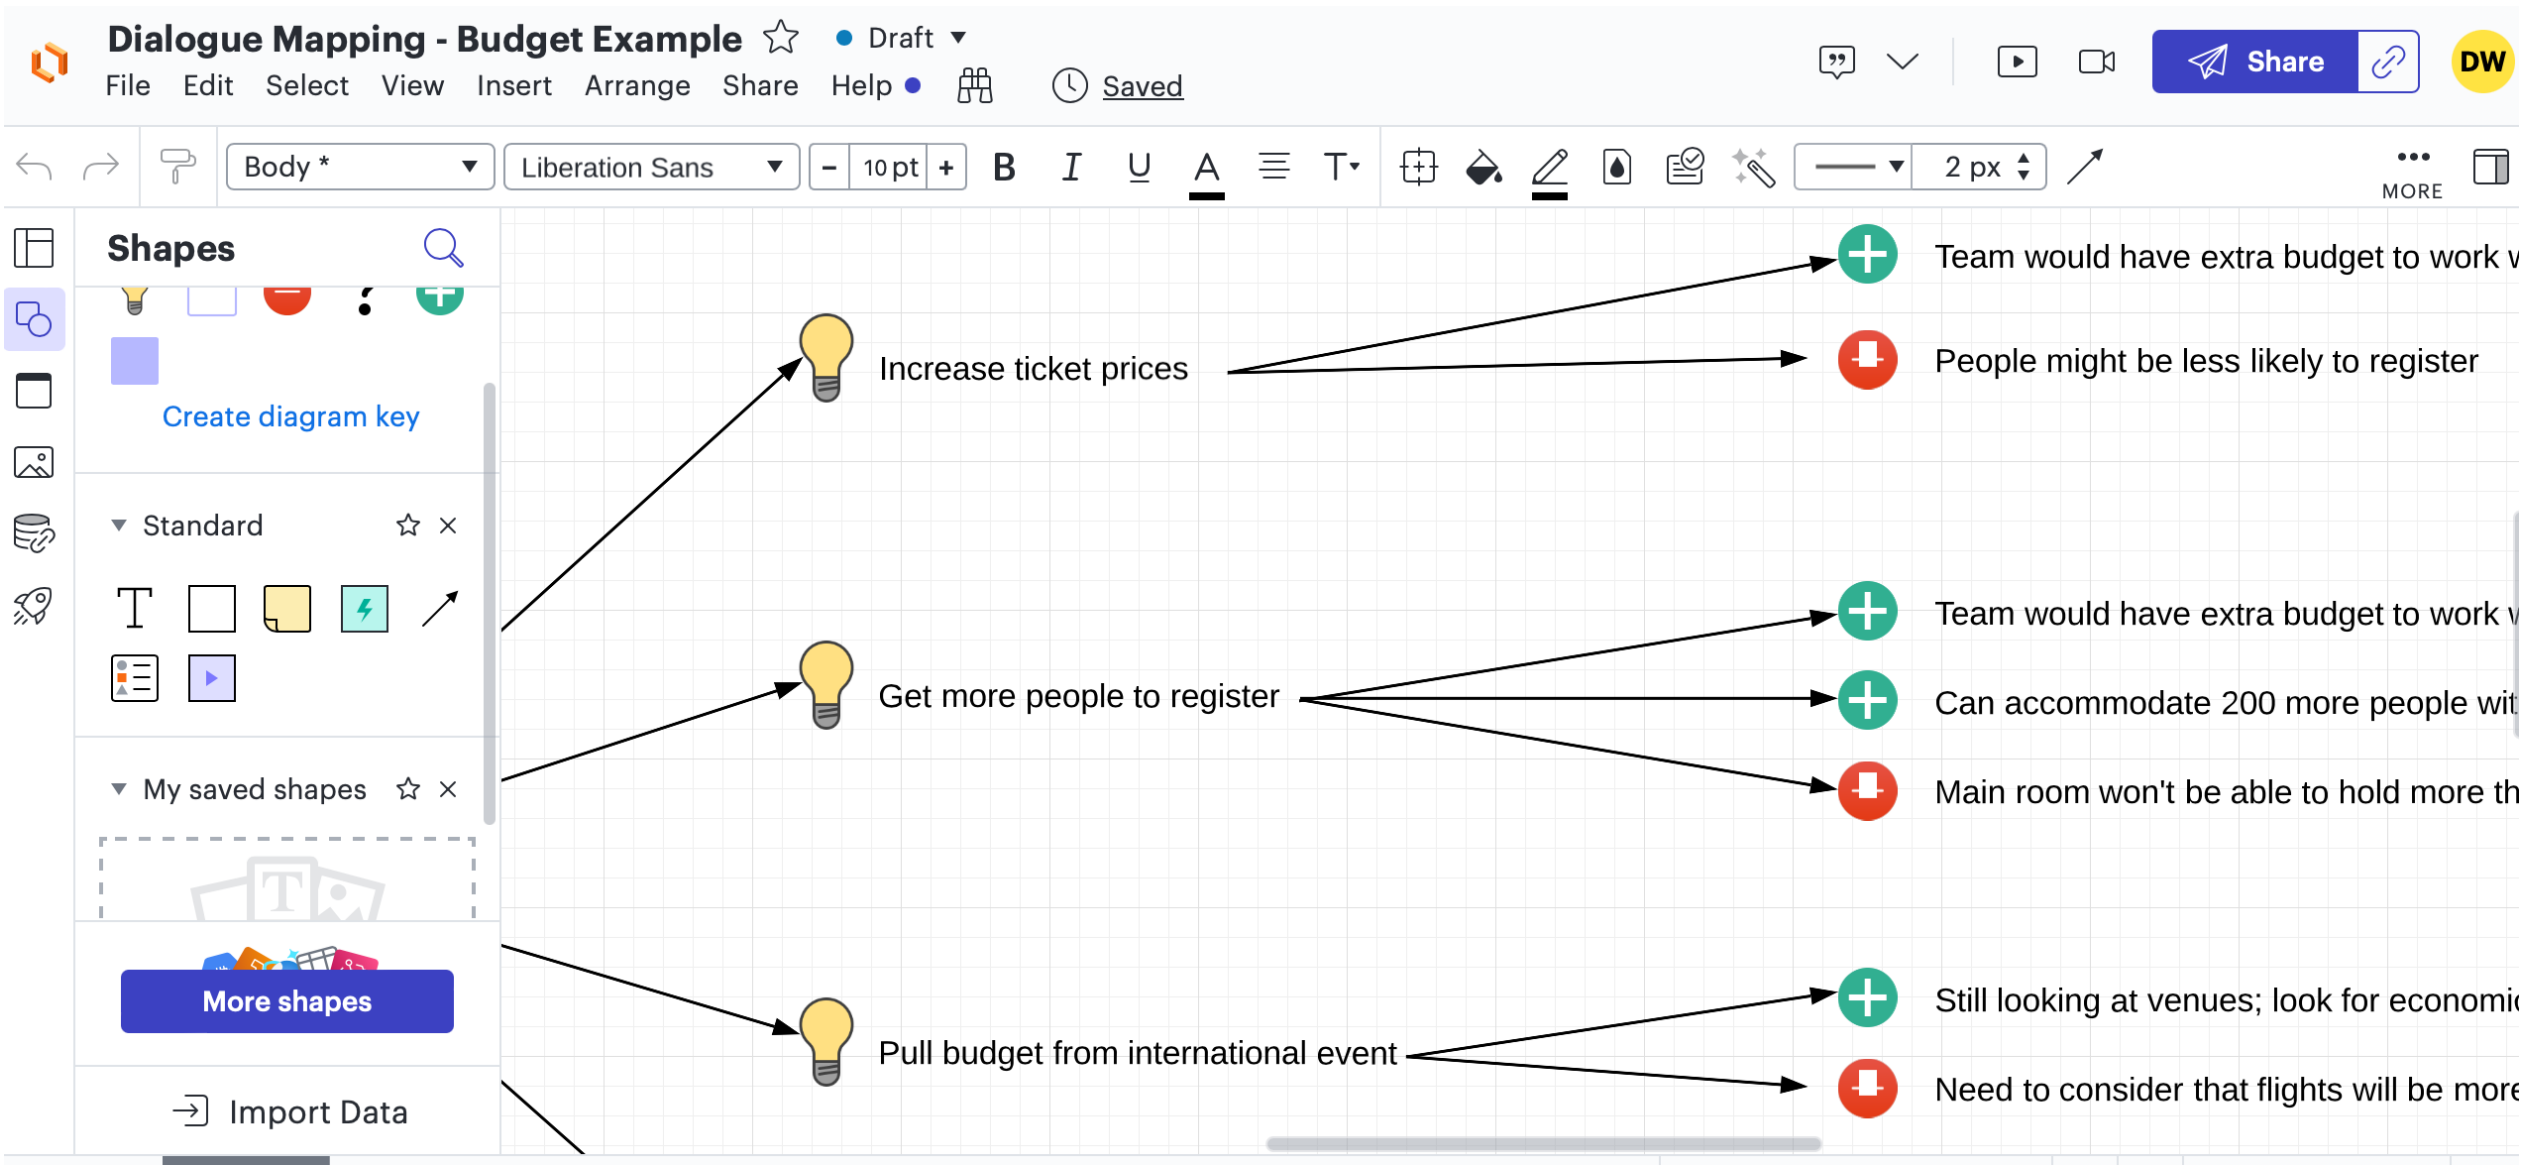 Dialogue Mapping - Budget Example
Draft
File Edit Select View Insert Arrange Share Help
Saved
Share
DW
Body *
Liberation Sans
- 10 pt +
B I U A T
2 px
MORE
Shapes
Create diagram key
Standard
T
My saved shapes
T
More shapes
Import Data
Team would have extra budget to work
Increase ticket prices
People might be less likely to register
Team would have extra budget to work
Get more people to register
Can accommodate 200 more people
Main room won't be able to hold more
Still looking at venues; look for
Pull budget from international event
Need to consider that flights will be more